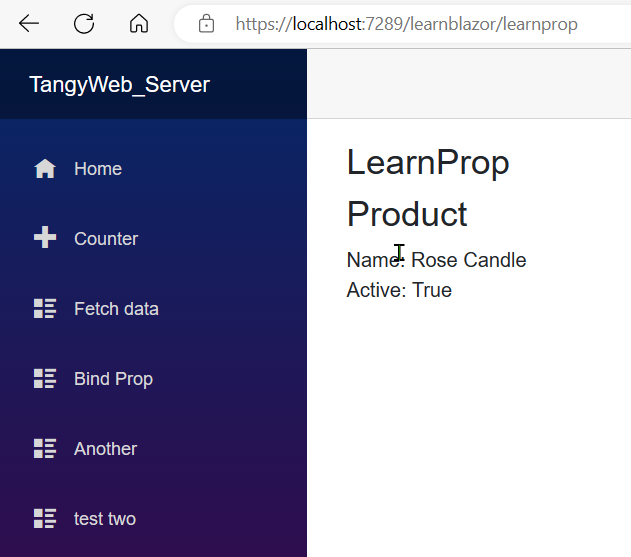 https://localhost:7289/learnblazor/learnprop
TangyWeb_Server
Home
Counter
Fetch data
Bind Prop
Another
test two
LearnProp
Product
Name: Rose Candle
Active: True